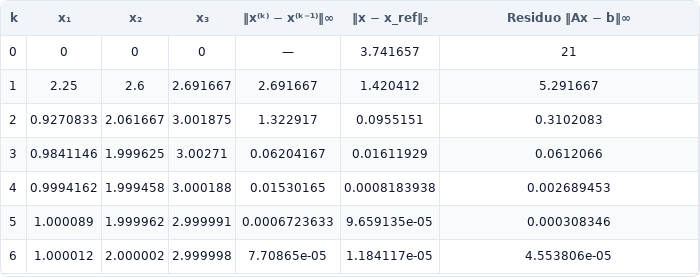 k x₁ x₂ x₃ ‖x⁽ᵏ⁾ − x⁽ᵏ⁻¹⁾‖∞ ‖x − x_ref‖₂ Residuo ‖Ax − b‖∞
0 0 0 0 — 3.741657 21
1 2.25 2.6 2.691667 2.691667 1.420412 5.291667
2 0.9270833 2.061667 3.001875 1.322917 0.0955151 0.3102083
3 0.9841146 1.999625 3.00271 0.06204167 0.01611929 0.0612066
4 0.9994162 1.999458 3.000188 0.01530165 0.0008183938 0.002689453
5 1.000089 1.999962 2.999991 0.0006723633 9.659135e-05 0.000308346
6 1.000012 2.000002 2.999998 7.70865e-05 1.184117e-05 4.553806e-05